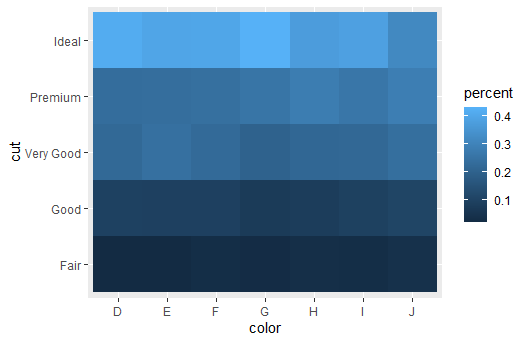 Ideal
Premium
Very Good
Good
Fair
cut
D E F G H I J
color
percent
0.4
0.3
0.2
0.1